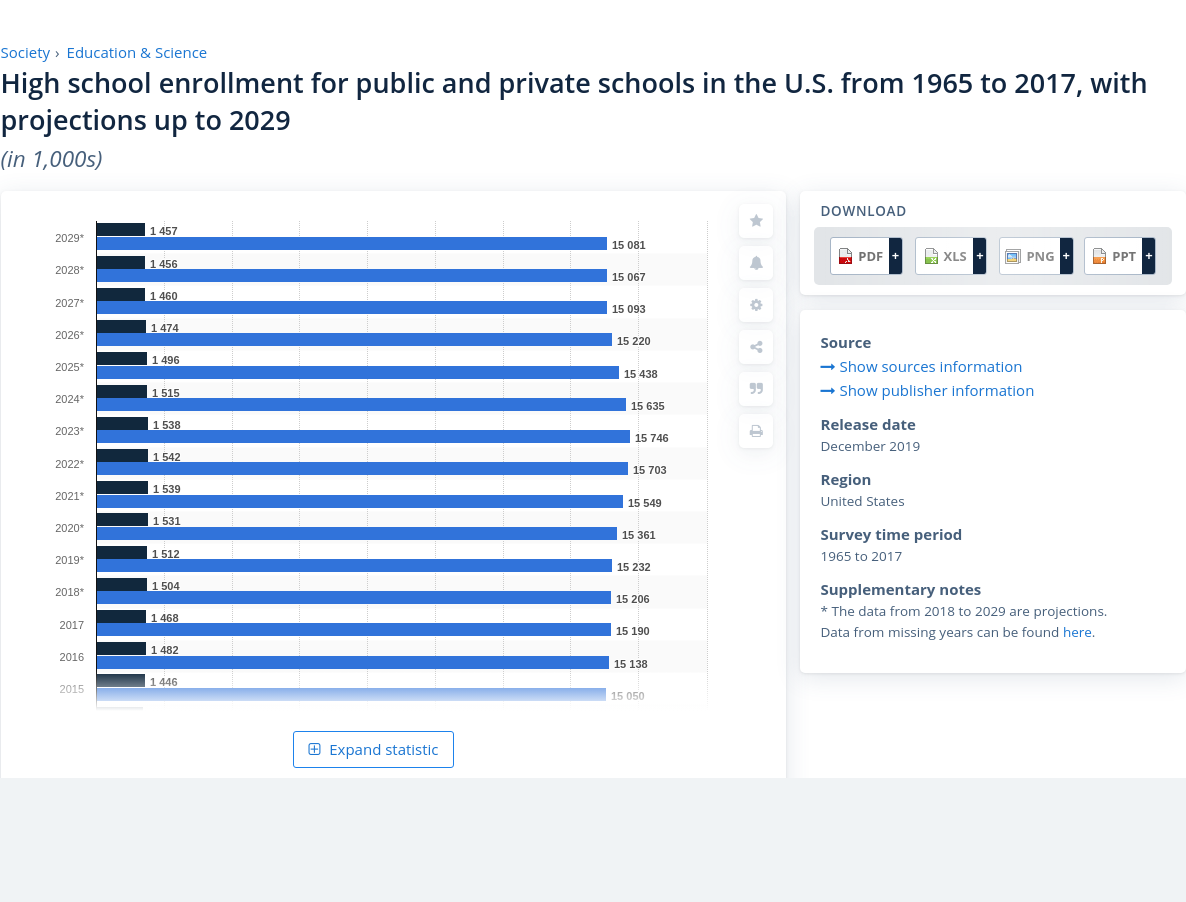 Society › Education & Science
High school enrollment for public and private schools in the U.S. from 1965 to 2017, with
projections up to 2029
(in 1,000s)
2029*
1 457
15 081
2028*
1 456
15 067
2027*
1 460
15 093
2026*
1 474
15 220
2025*
1 496
15 438
2024*
1 515
15 635
2023*
1 538
15 746
2022*
1 542
15 703
2021*
1 539
15 549
2020*
1 531
15 361
2019*
1 512
15 232
2018*
1 504
15 206
2017
1 468
15 190
2016
1 482
15 138
2015
1 446
15 050
Expand statistic
DOWNLOAD
PDF + XLS + PNG + PPT +
Source
Show sources information
Show publisher information
Release date
December 2019
Region
United States
Survey time period
1965 to 2017
Supplementary notes
* The data from 2018 to 2029 are projections.
Data from missing years can be found here.